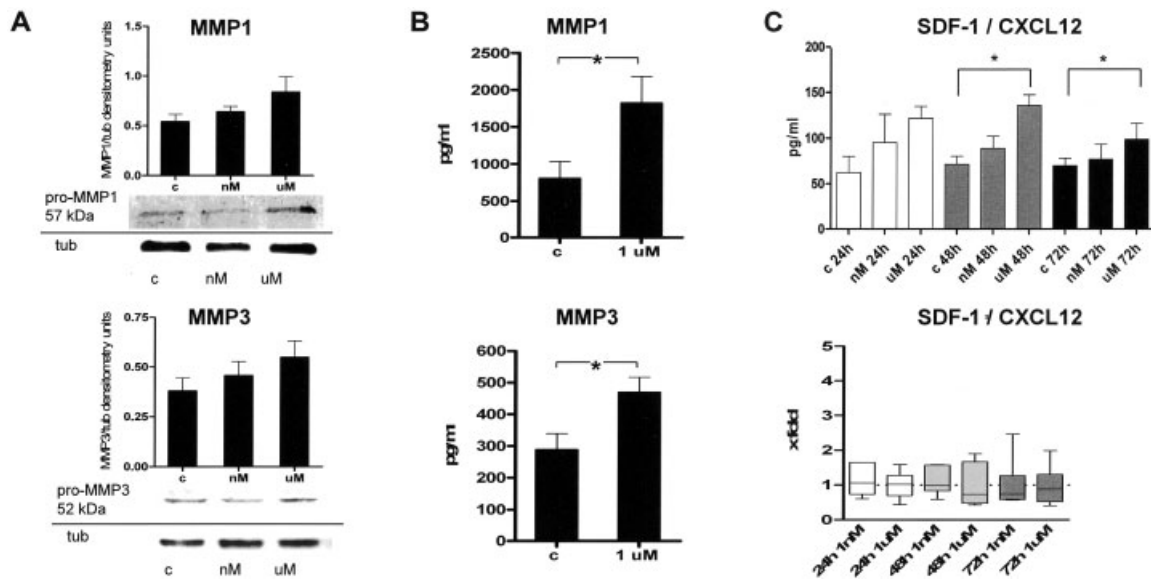 A
MMP1
MMP1/tub densitometry units
1.5
1.0
0.5
0.0
c nM uM
pro-MMP1
57 kDa
tub
c nM uM
MMP3
MMP3/tub densitometry units
0.75
0.50
0.25
0.00
c nM uM
pro-MMP3
52 kDa
tub
c nM uM
B
MMP1
pg/ml
2500
2000
1500
1000
500
0
*
c 1 uM
MMP3
pg/ml
600
500
400
300
200
100
0
*
c 1 uM
C
SDF-1 / CXCL12
pg/ml
200
150
100
50
0
* *
c 24h nM 24h uM 24h c 48h nM 48h uM 48h c 72h nM 72h uM 72h
SDF-1 / CXCL12
xfold
5
4
3
2
1
0
24h 1nM 24h 1uM 48h 1nM 48h 1uM 72h 1nM 72h 1uM